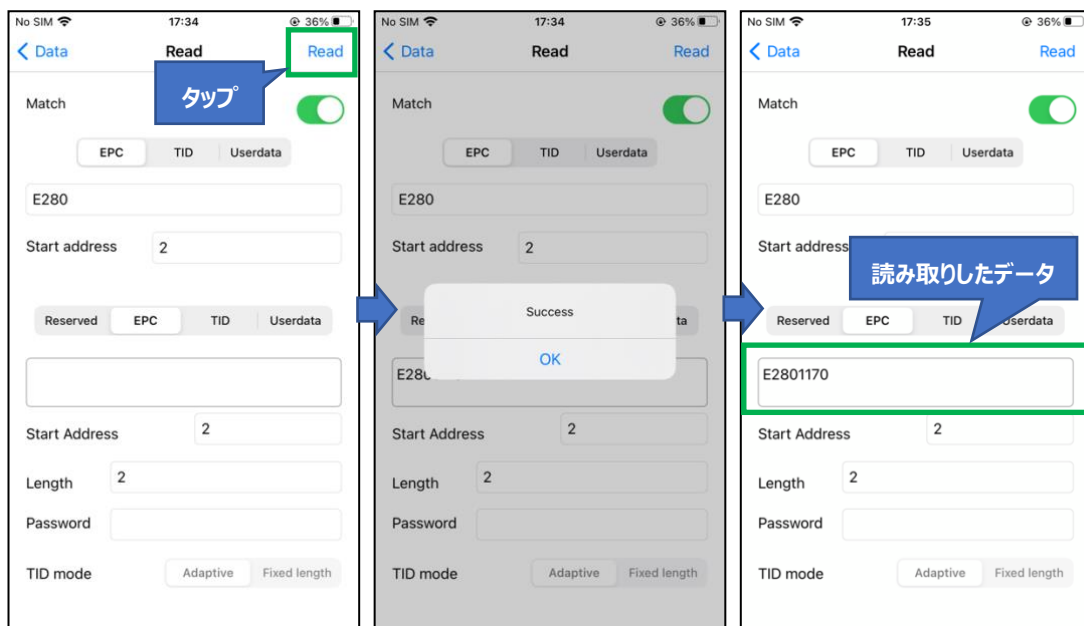 No SIM 17:34 36%
Data Read Read
タップ
Match
EPC TID Userdata
E280
Start address 2
Reserved EPC TID Userdata
Start Address 2
Length 2
Password
TID mode Adaptive Fixed length
No SIM 17:34 36%
Data Read Read
Match
EPC TID Userdata
E280
Start address 2
Success
OK
Start Address 2
Length 2
Password
TID mode Adaptive Fixed length
No SIM 17:35 36%
Data Read Read
Match
EPC TID Userdata
E280
Start address
読み取りしたデータ
Reserved EPC TID Userdata
E2801170
Start Address 2
Length 2
Password
TID mode Adaptive Fixed length